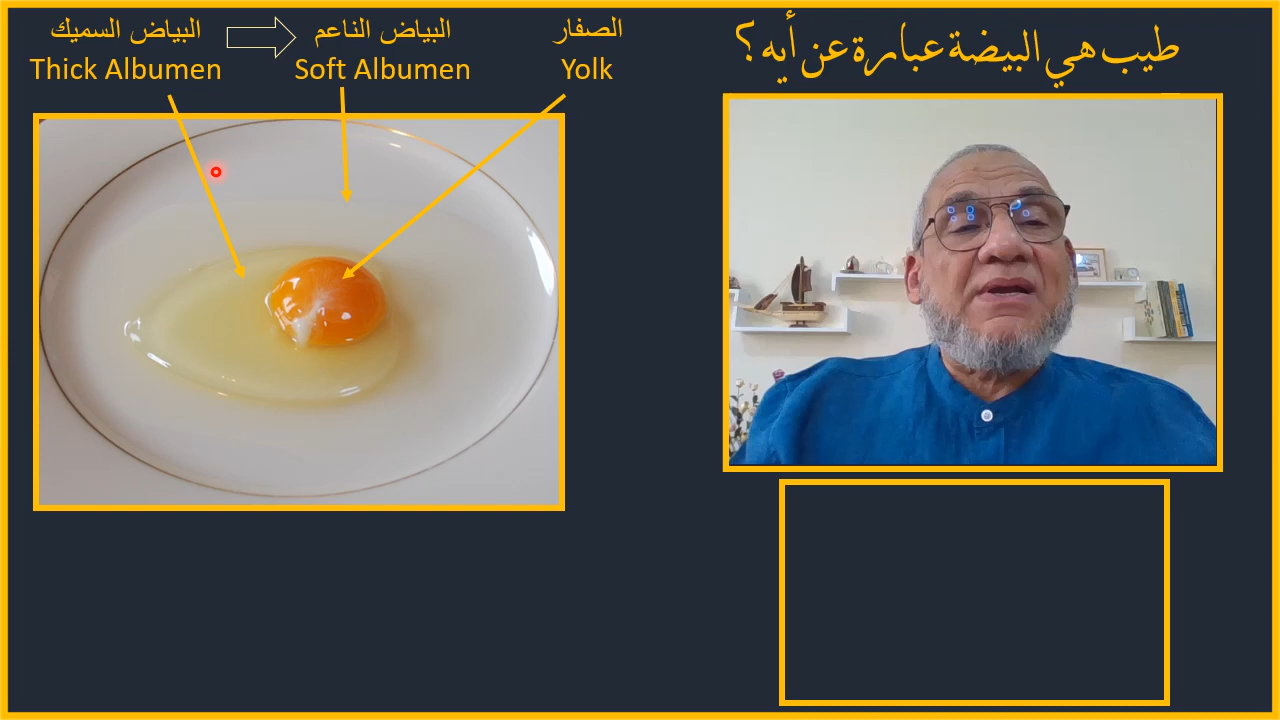 طيب هي البيضة عبارة عن أيه ؟
الصفار
Yolk
البياض الناعم
Soft Albumen
البياض السميك
Thick Albumen